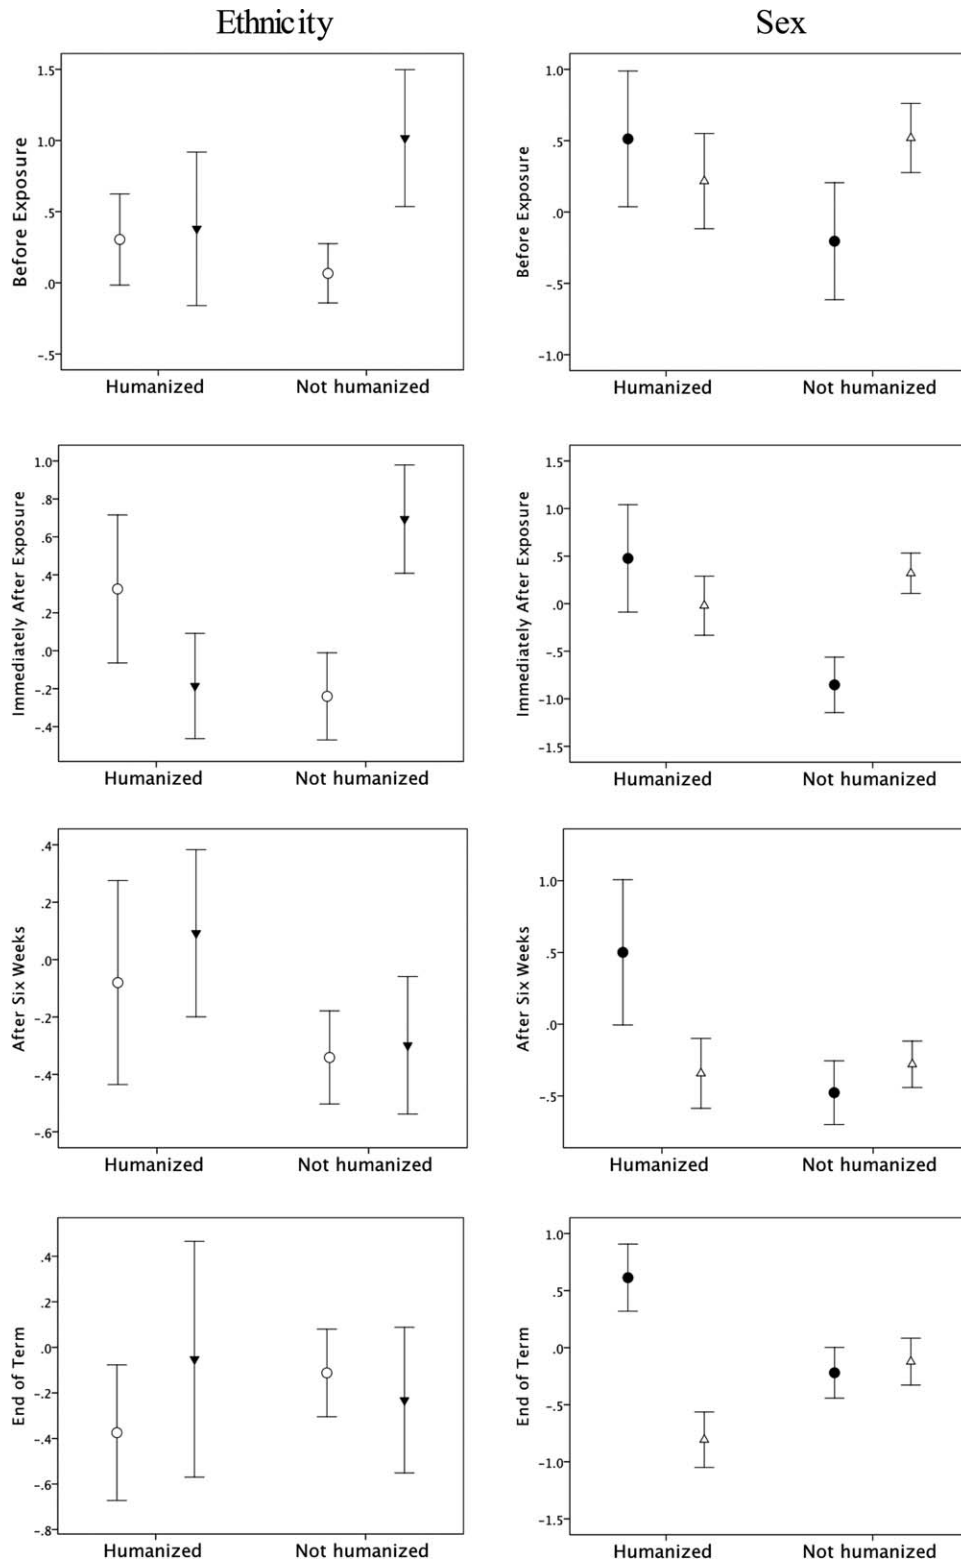 Ethnicity
Sex
Before Exposure
1.5
1.0
.5
.0
-.5
Humanized Not humanized
Before Exposure
1.0
.5
.0
-.5
-1.0
Humanized Not humanized
Immediately After Exposure
1.0
.8
.6
.4
.2
.0
-.2
-.4
Humanized Not humanized
Immediately After Exposure
1.5
1.0
.5
.0
-.5
-1.0
-1.5
Humanized Not humanized
After Six Weeks
.4
.2
.0
-.2
-.4
-.6
Humanized Not humanized
After Six Weeks
1.0
.5
.0
-.5
Humanized Not humanized
End of Term
.4
.2
.0
-.2
-.4
-.6
-.8
Humanized Not humanized
End of Term
1.0
.5
.0
-.5
-1.0
-1.5
Humanized Not humanized